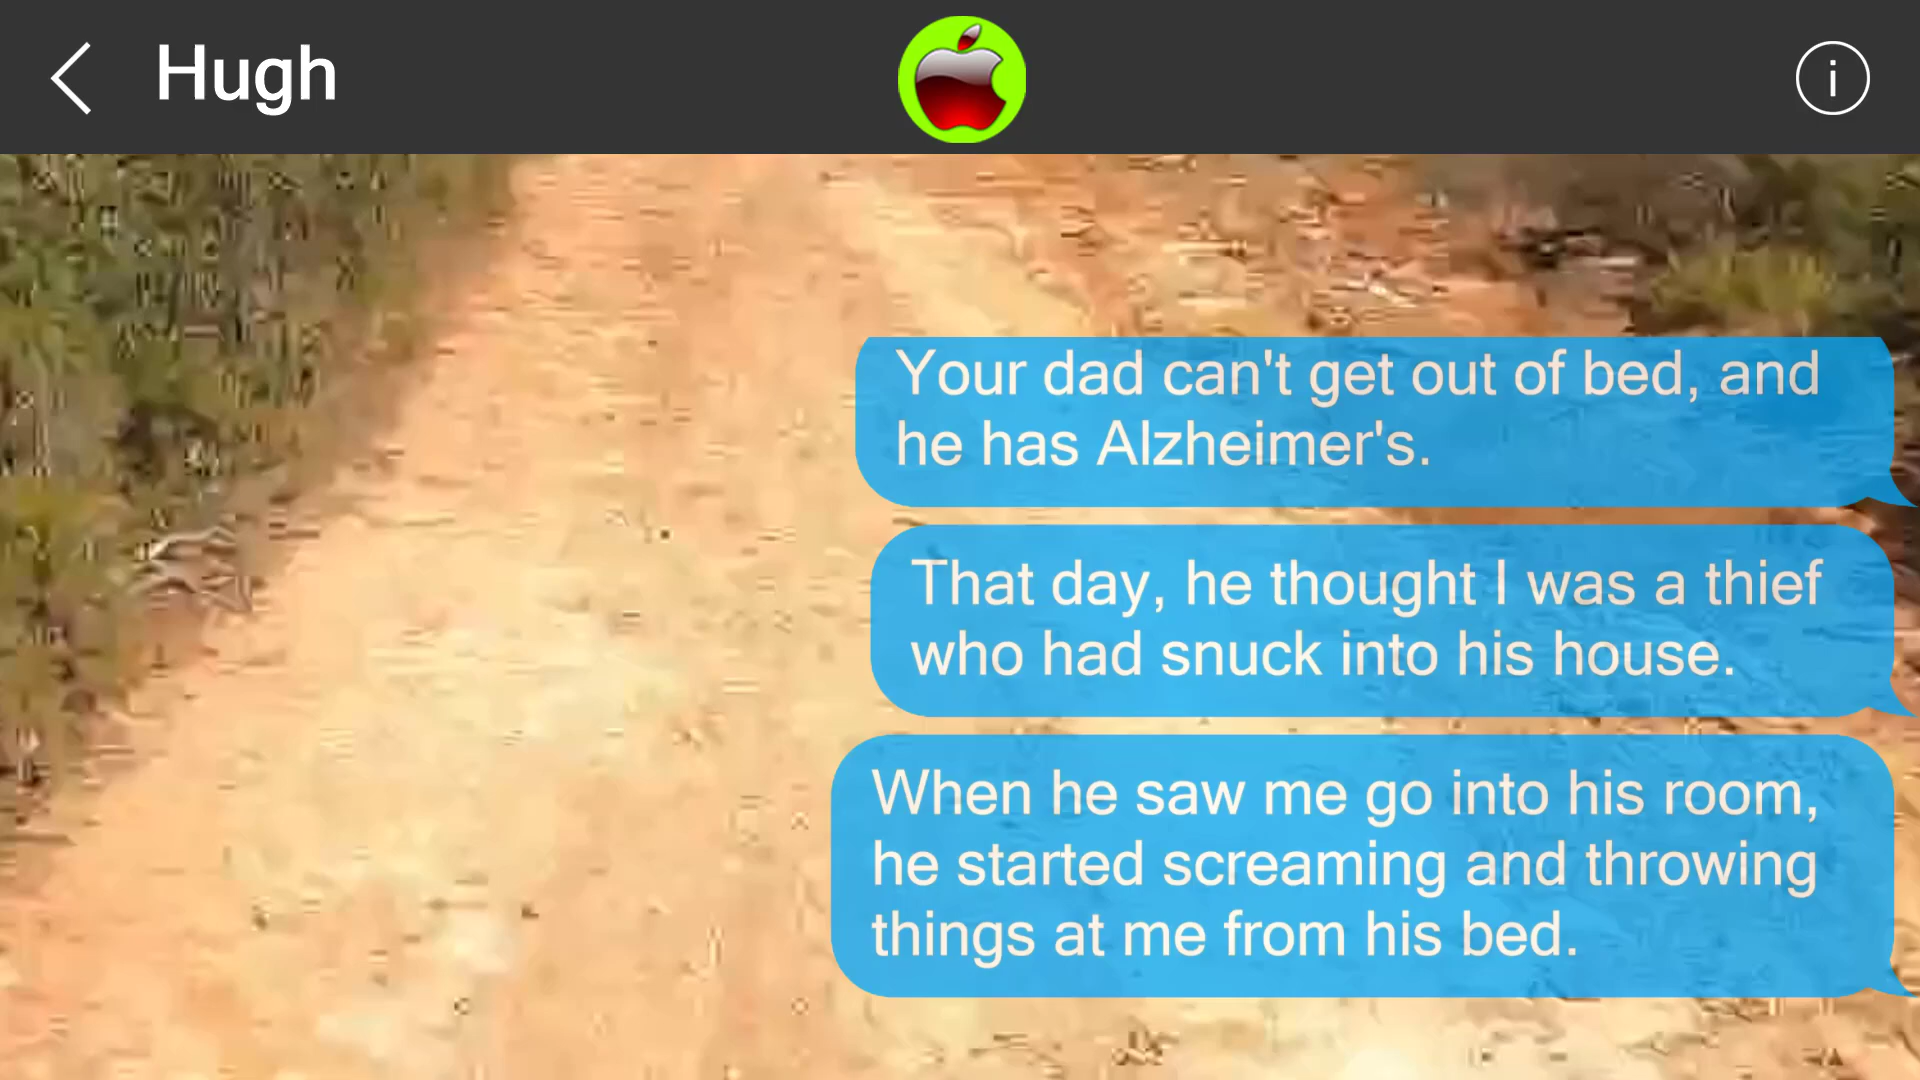 Hugh
Your dad can't get out of bed, and
he has Alzheimer's.
That day, he thought I was a thief
who had snuck into his house.
When he saw me go into his room,
he started screaming and throwing
things at me from his bed.